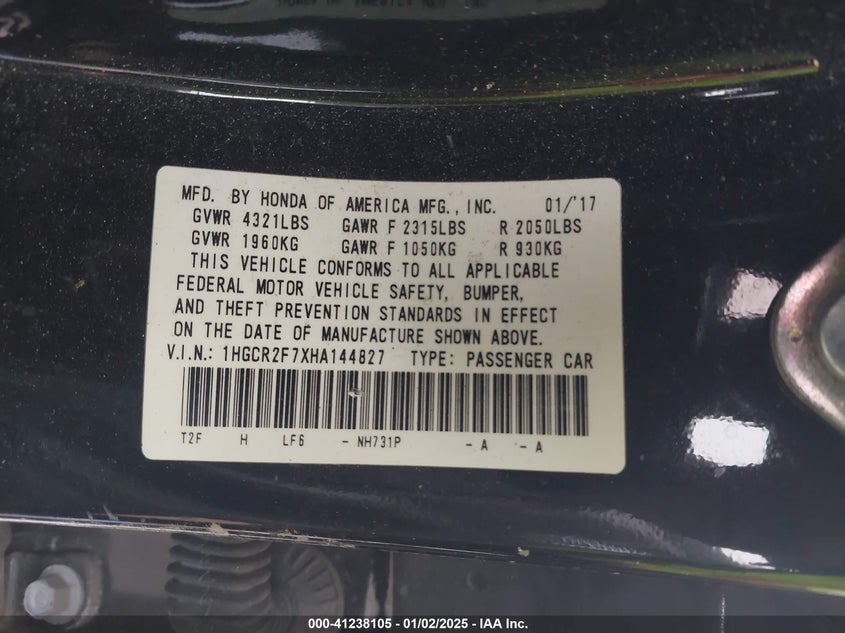 MFD. BY HONDA OF AMERICA MFG., INC. 01/'17
GVWR 4321LBS GAWR F 2315LBS R 2050LBS
GVWR 1960KG GAWR F 1050KG R 930KG
THIS VEHICLE CONFORMS TO ALL APPLICABLE
FEDERAL MOTOR VEHICLE SAFETY, BUMPER,
AND THEFT PREVENTION STANDARDS IN EFFECT
ON THE DATE OF MANUFACTURE SHOWN ABOVE.
V.I.N.: 1HGCR2F7XHA144827 TYPE: PASSENGER CAR
T2F H LF6 - NH731P - A - A
000-41238105 — 01/02/2025 - IAA Inc.